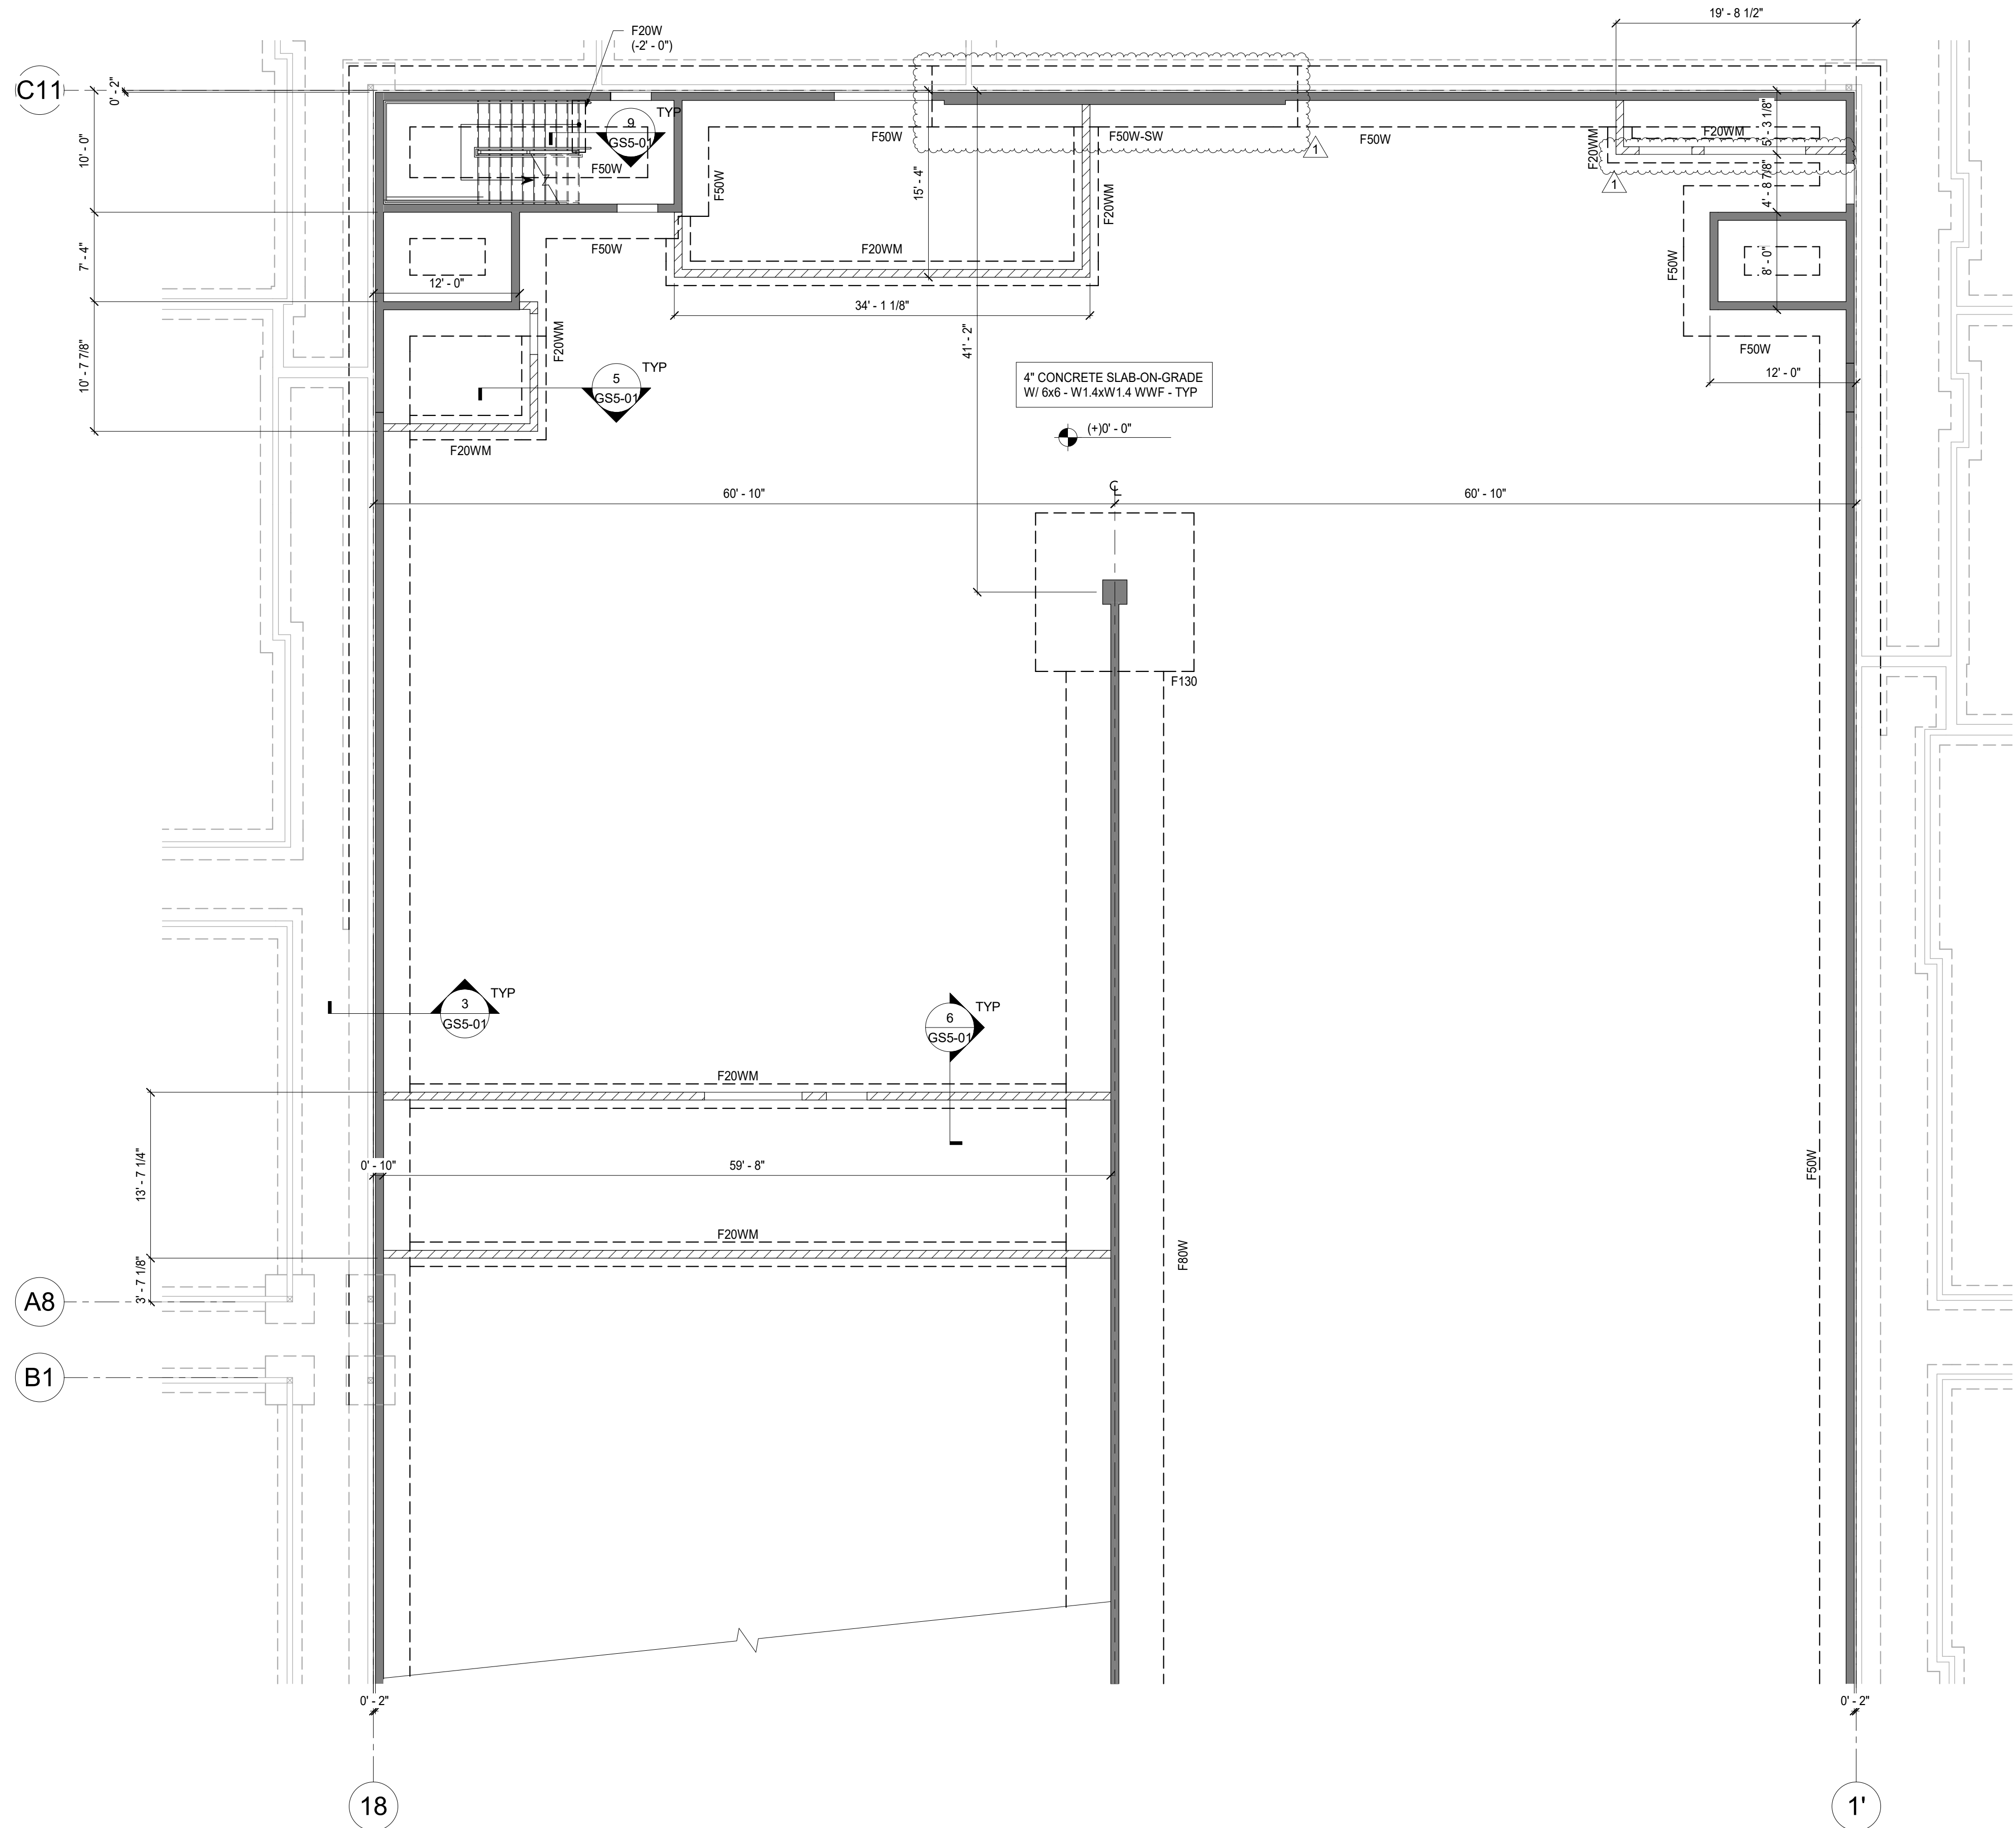 19' - 8 1/2"
F20W
(-2' - 0")
C11
0' - 2"
10' - 0"
9
GS5-01
TYP
F50W
F50W
F50W-SW
1
F50W
F20WM
F20WM
5' - 3 1/8"
1
4' - 8 7/8"
F50W
15' - 4"
F20WM
7' - 4"
F50W
F20WM
12' - 0"
F50W
8' - 0"
34' - 1 1/8"
10' - 7 7/8"
F20WM
41' - 2"
F50W
12' - 0"
5
GS5-01
TYP
4" CONCRETE SLAB-ON-GRADE
W/ 6x6 - W1.4xW1.4 WWF - TYP
(+)0' - 0"
F20WM
60' - 10"
CL
60' - 10"
F130
3
GS5-01
TYP
6
GS5-01
TYP
F20WM
13' - 7 1/4"
0' - 10"
59' - 8"
F50W
F20WM
F80W
3' - 7 1/8"
A8
B1
0' - 2"
0' - 2"
18
1'